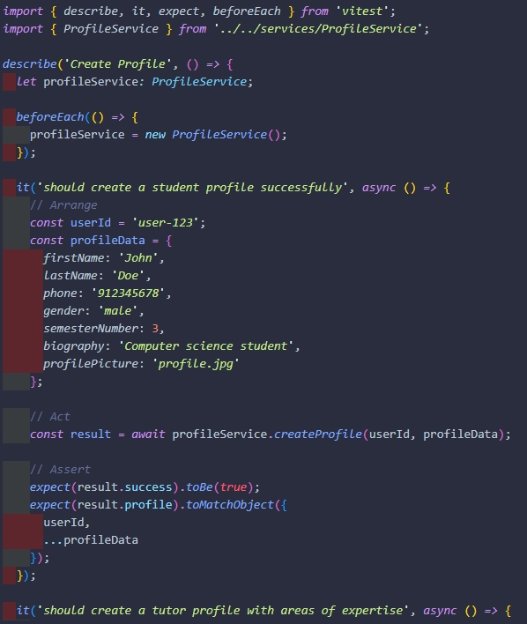 import { describe, it, expect, beforeEach } from 'vitest';
import { ProfileService } from '../../services/ProfileService';

describe('Create Profile', () => {
  let profileService: ProfileService;

  beforeEach(() => {
    profileService = new ProfileService();
  });

  it('should create a student profile successfully', async () => {
    // Arrange
    const userId = 'user-123';
    const profileData = {
      firstName: 'John',
      lastName: 'Doe',
      phone: '912345678',
      gender: 'male',
      semesterNumber: 3,
      biography: 'Computer science student',
      profilePicture: 'profile.jpg'
    };

    // Act
    const result = await profileService.createProfile(userId, profileData);

    // Assert
    expect(result.success).toBe(true);
    expect(result.profile).toMatchObject({
      userId,
      ...profileData
    });
  });

  it('should create a tutor profile with areas of expertise', async () => {